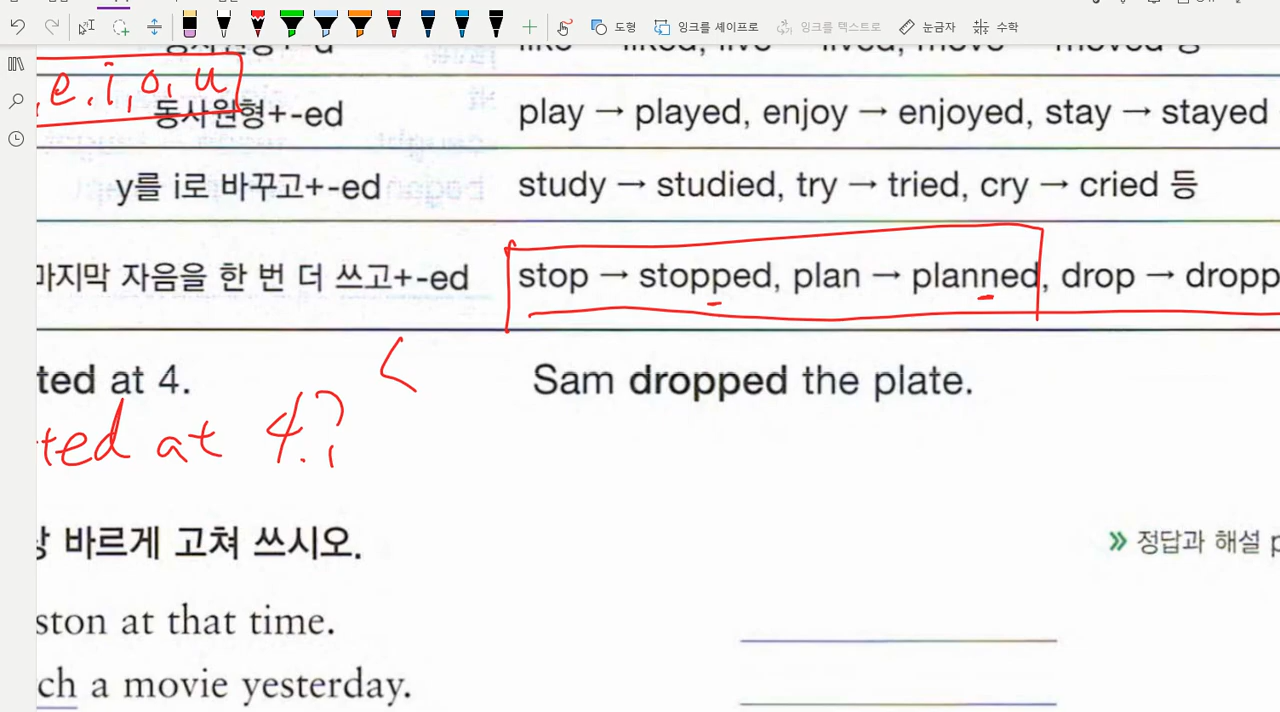 도형 잉크를 셰이프로 잉크를 텍스트로 눈금자 수학
e, i, o, u
동사원형+-ed play → played, enjoy → enjoyed, stay → stayed
y를 i로 바꾸고+-ed study → studied, try → tried, cry → cried 등
마지막 자음을 한 번 더 쓰고+-ed stop → stopped, plan → planned, drop → dropp
ted at 4. Sam dropped the plate.
ted at 4.?
바르게 고쳐 쓰시오.
» 정답과 해설 p
ston at that time.
ch a movie yesterday.